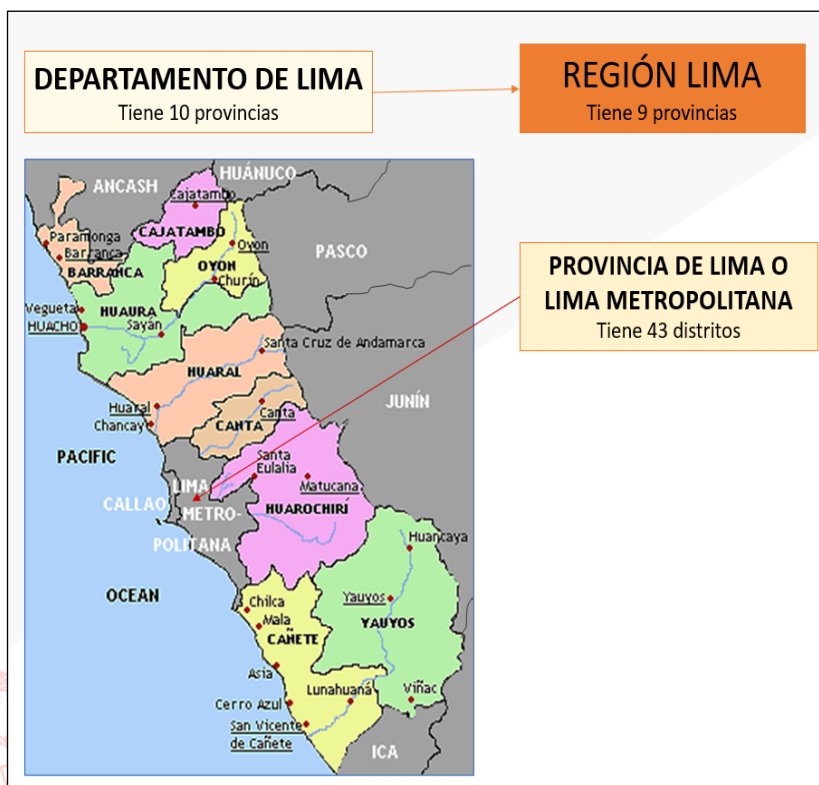 DEPARTAMENTO DE LIMA
Tiene 10 provincias
REGIÓN LIMA
Tiene 9 provincias
PROVINCIA DE LIMA O
LIMA METROPOLITANA
Tiene 43 distritos
HUÁNUCO
ANCASH
Cajatambo
CAJATAMBO
Paramonga
Barranca
BARRANCA
Oyon
OYON
Churín
PASCO
Vegueta
HUAURA
HUACHO
Sayán
Santa Cruz de Andamarca
HUARAL
Huaral
Chancay
Canta
CANTA
JUNÍN
PACIFIC
Santa
Eulalia
LIMA
Matucana
CALLAO
METRO-
HUAROCHIRÍ
POLITANA
Huancaya
OCEAN
Chilca
Yauyos
Mala
YAUYOS
CAÑETE
Asia
Lunahuaná
Viñac
Cerro Azul
San Vicente
de Cañete
ICA